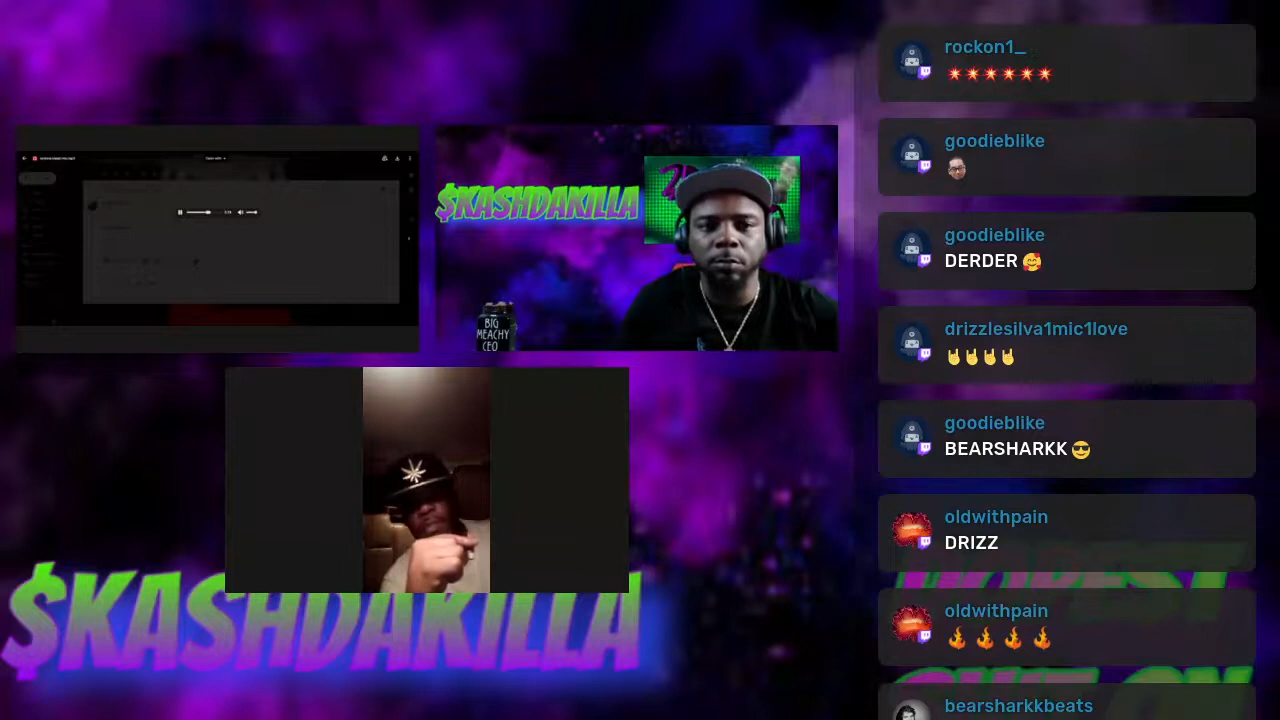 $KASHDAKILLA
BIG
MEACHY
CEO
$KASHDAKILLA
rockon1_
💥💥💥💥💥💥
goodieblike
goodieblike
DERDER 🥰
drizzlesilva1mic1love
🤘🤘🤘🤘
goodieblike
BEARSHARKK 😎
oldwithpain
DRIZZ
oldwithpain
🔥 🔥 🔥 🔥
bearsharkkbeats